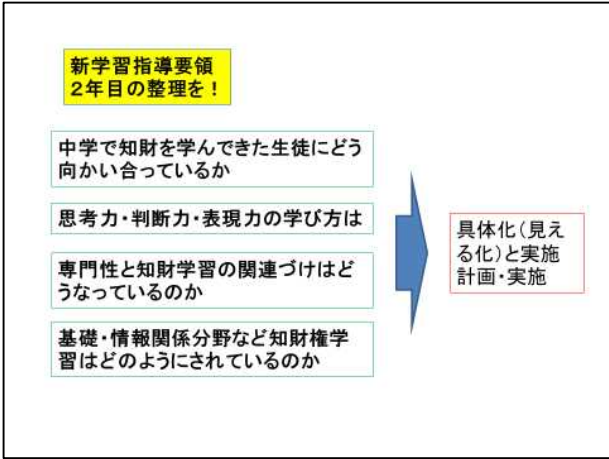 新学習指導要領
２年目の整理を！
中学で知財を学んできた生徒にどう
向かい合っているか
思考力・判断力・表現力の学び方は
専門性と知財学習の関連づけはど
うなっているのか
基礎・情報関係分野など知財権学
習はどのようにされているのか
具体化（見え
る化）と実施
計画・実施